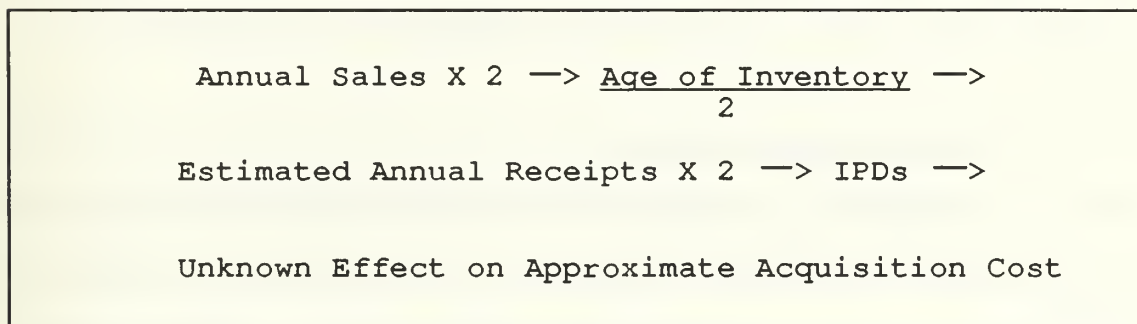 Annual Sales X 2 —> Age of Inventory —>
2
Estimated Annual Receipts X 2 —> IPDs —>
Unknown Effect on Approximate Acquisition Cost